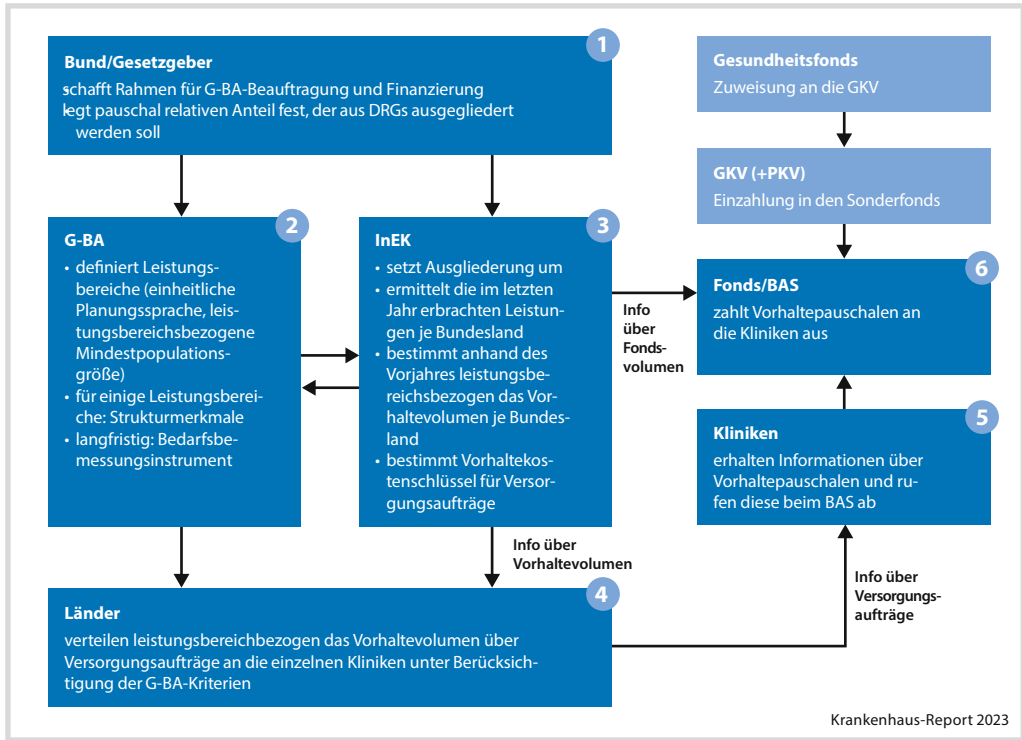 1
Bund/Gesetzgeber
• schafft Rahmen für G-BA-Beauftragung und Finanzierung
• legt pauschal relativen Anteil fest, der aus DRGs ausgegliedert
werden soll
Gesundheitsfonds
Zuweisung an die GKV
GKV (+PKV)
Einzahlung in den Sonderfonds
2
G-BA
• definiert Leistungs-
bereiche (einheitliche
Planungssprache, leis-
tungsbereichsbezogene
Mindestpopulations-
größe)
• für einige Leistungsberei-
che: Strukturmerkmale
• langfristig: Bedarfsbe-
messungsinstrument
3
InEK
• setzt Ausgliederung um
• ermittelt die im letzten
Jahr erbrachten Leistun-
gen je Bundesland
• bestimmt anhand des
Vorjahres leistungsbe-
reichsbezogen das Vor-
haltevolumen je Bundes-
land
• bestimmt Vorhalteko-
stenschlüssel für Versor-
gungsaufträge
Info
über
Fonds-
volumen
6
Fonds/BAS
zahlt Vorhaltepauschalen an
die Kliniken aus
5
Kliniken
erhalten Informationen über
Vorhaltepauschalen und ru-
fen diese beim BAS ab
Info über
Vorhaltevolumen
Info über
Versorgungs-
aufträge
4
Länder
verteilen leistungsbereichbezogen das Vorhaltevolumen über
Versorgungsaufträge an die einzelnen Kliniken unter Berücksich-
tigung der G-BA-Kriterien
Krankenhaus-Report 2023